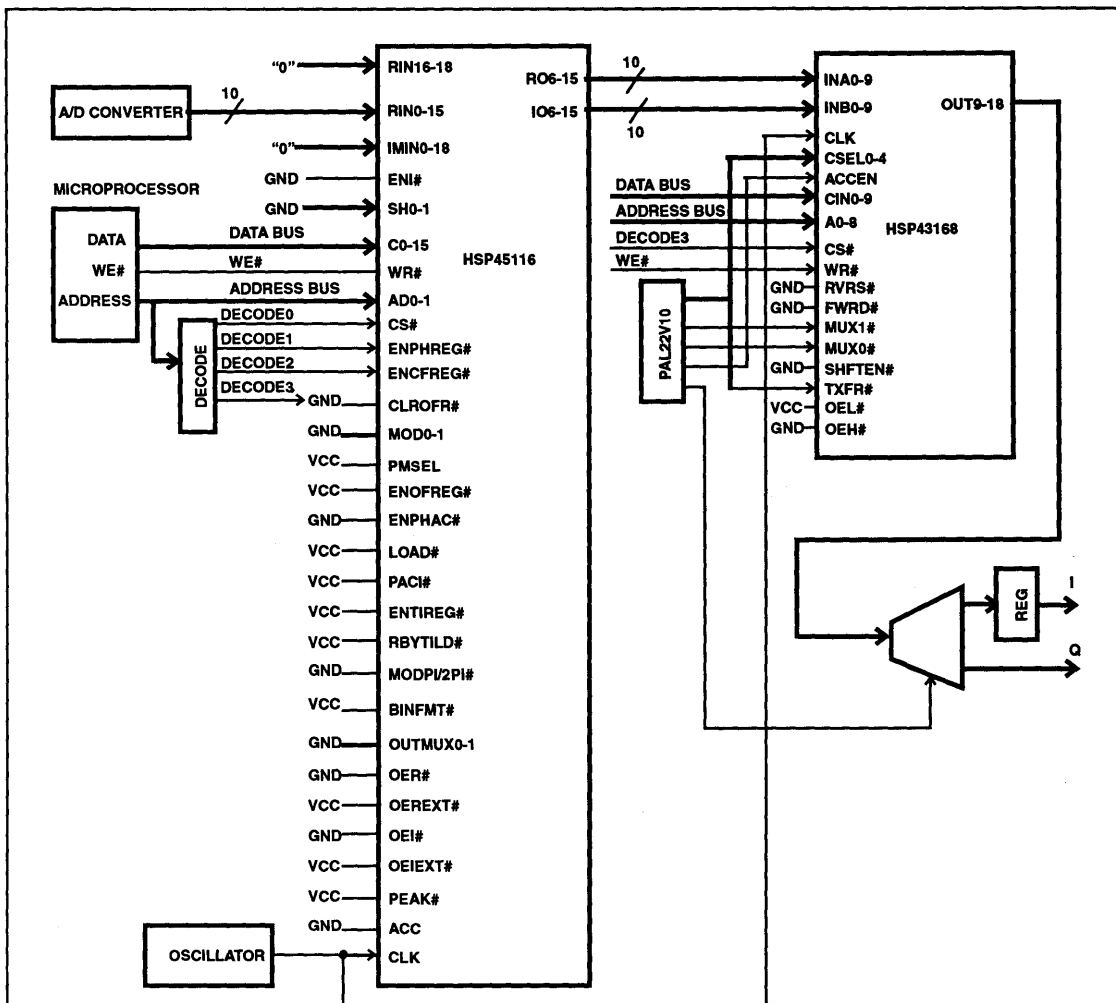 A/D CONVERTER
10
"0"
"0"
GND
GND
MICROPROCESSOR
DATA
WE#
ADDRESS
DATA BUS
WE#
ADDRESS BUS
DECODE
DECODE0
DECODE1
DECODE2
DECODE3
GND
GND
VCC
VCC
GND
VCC
VCC
VCC
VCC
GND
VCC
GND
GND
VCC
GND
VCC
VCC
GND
OSCILLATOR
RIN16-18
RIN0-15
IMIN0-18
ENI#
SH0-1
C0-15
WR#
AD0-1
CS#
ENPHREG#
ENCFREG#
CLROFR#
MOD0-1
PMSEL
ENOFREG#
ENPHAC#
LOAD#
PACI#
ENTIREG#
RBYTILD#
MODPI/2PI#
BINFMT#
OUTMUX0-1
OER#
OEREXT#
OEI#
OEIEXT#
PEAK#
ACC
CLK
HSP45116
RO6-15
IO6-15
10
10
DATA BUS
ADDRESS BUS
DECODE3
WE#
PAL22V10
GND
GND
GND
VCC
GND
INA0-9
INB0-9
CLK
CSEL0-4
ACCEN
CIN0-9
A0-8
CS#
WR#
RVRS#
FWRD#
MUX1#
MUX0#
SHFTEN#
TXFR#
OEL#
OEH#
OUT9-18
HSP43168
REG
I
Q